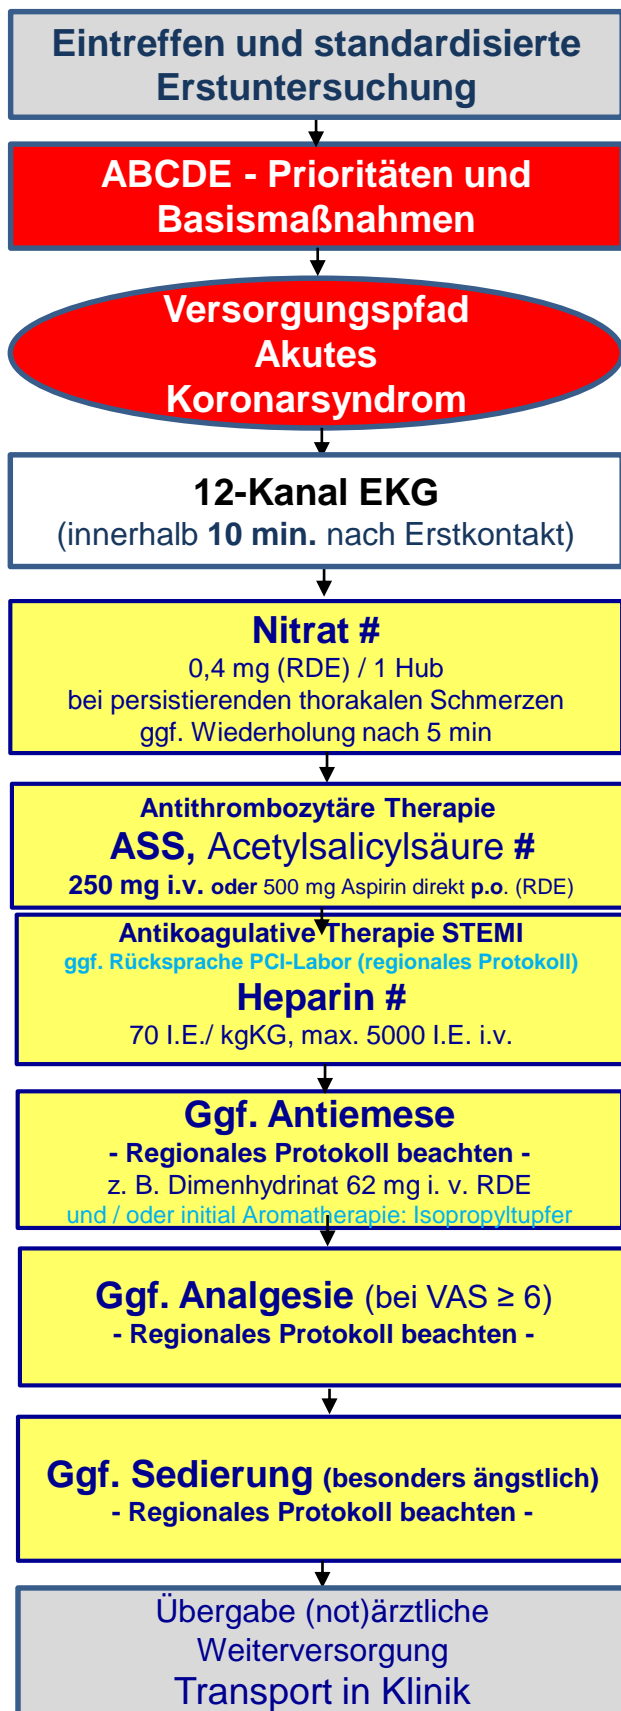 Eintreffen und standardisierte
Erstuntersuchung
ABCDE - Prioritäten und
Basismaßnahmen
Versorgungspfad
Akutes
Koronarsyndrom
12-Kanal EKG
(innerhalb 10 min. nach Erstkontakt)
Nitrat #
0,4 mg (RDE) / 1 Hub
bei persistierenden thorakalen Schmerzen
ggf. Wiederholung nach 5 min
Antithrombozytäre Therapie
ASS, Acetylsalicylsäure #
250 mg i.v. oder 500 mg Aspirin direkt p.o. (RDE)
Antikoagulative Therapie STEMI
ggf. Rücksprache PCI-Labor (regionales Protokoll)
Heparin #
70 I.E./ kgKG, max. 5000 I.E. i.v.
Ggf. Antiemese
- Regionales Protokoll beachten -
z. B. Dimenhydrinat 62 mg i. v. RDE
und / oder initial Aromatherapie: Isopropyltupfer
Ggf. Analgesie (bei VAS ≥ 6)
- Regionales Protokoll beachten -
Ggf. Sedierung (besonders ängstlich)
- Regionales Protokoll beachten -
Übergabe (not)ärztliche
Weiterversorgung
Transport in Klinik